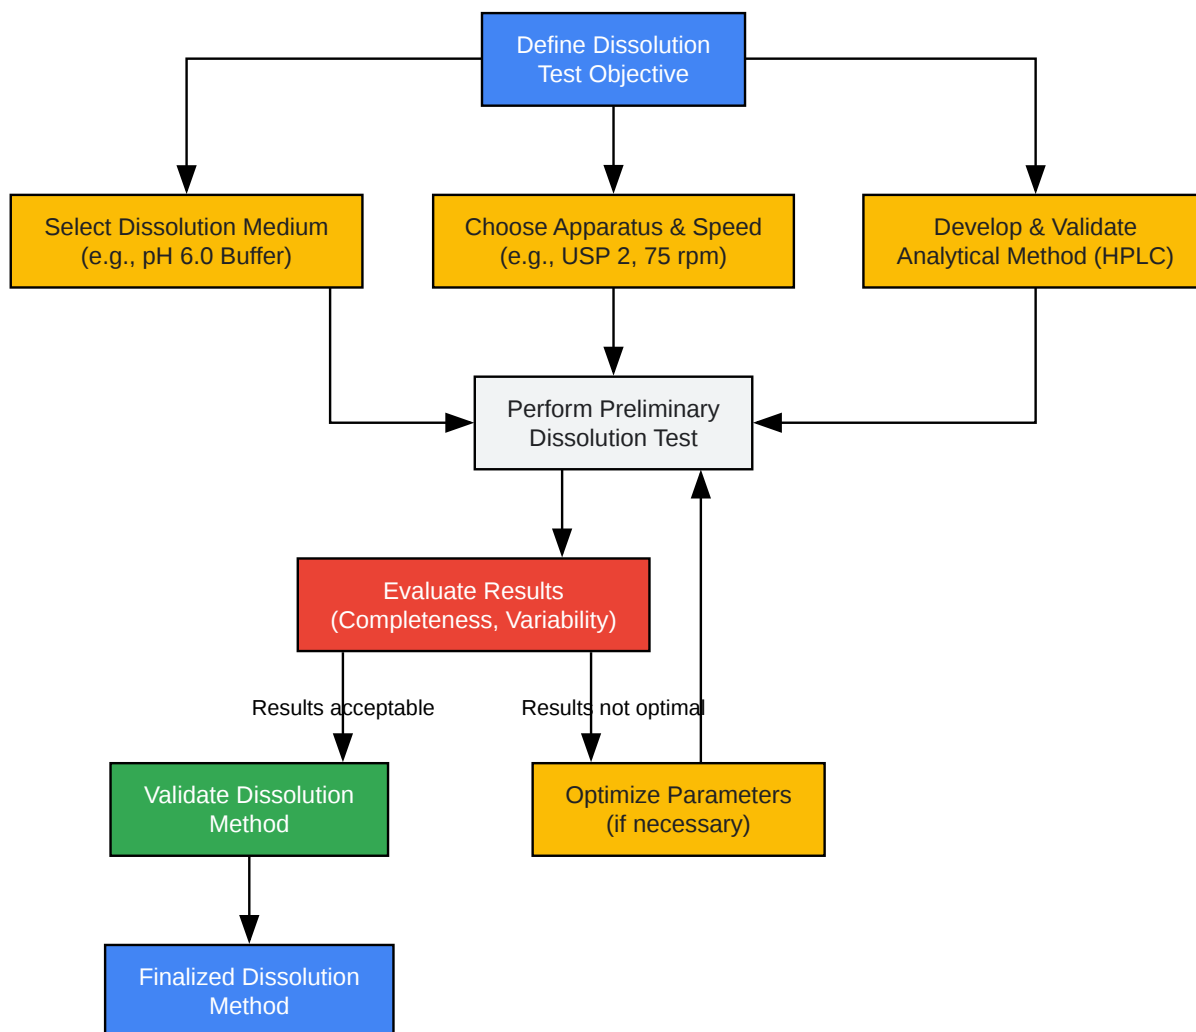 Define Dissolution
Test Objective
Select Dissolution Medium
(e.g., pH 6.0 Buffer)
Choose Apparatus & Speed
(e.g., USP 2, 75 rpm)
Develop & Validate
Analytical Method (HPLC)
Perform Preliminary
Dissolution Test
Evaluate Results
(Completeness, Variability)
Results acceptable
Results not optimal
Validate Dissolution
Method
Optimize Parameters
(if necessary)
Finalized Dissolution
Method